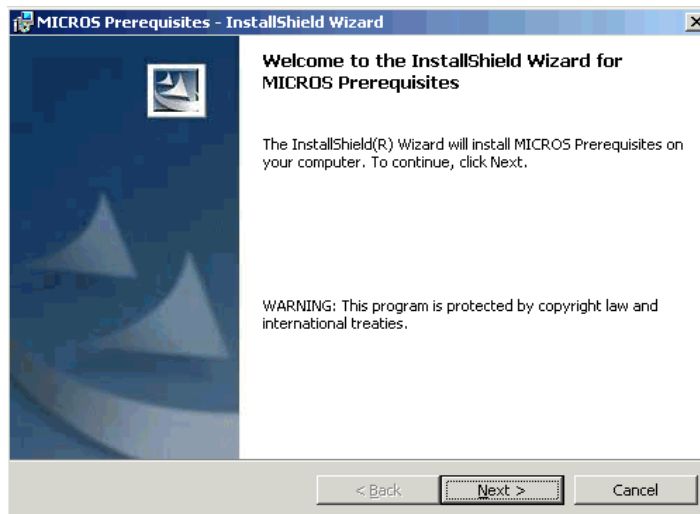 MICROS Prerequisites - InstallShield Wizard
Welcome to the InstallShield Wizard for
MICROS Prerequisites
The InstallShield(R) Wizard will install MICROS Prerequisites on
your computer. To continue, click Next.
WARNING: This program is protected by copyright law and
international treaties.
< Back
Next >
Cancel